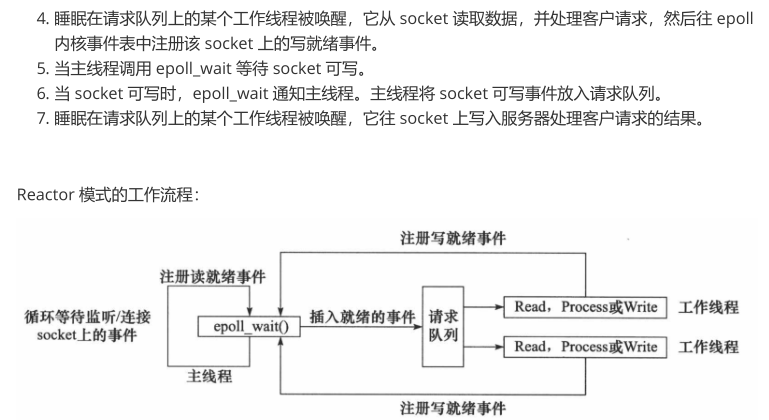 4. 睡眠在请求队列上的某个工作线程被唤醒，它从 socket 读取数据，并处理客户请求，然后往 epoll
内核事件表中注册该 socket 上的写就绪事件。
5. 当主线程调用 epoll_wait 等待 socket 可写。
6. 当 socket 可写时，epoll_wait 通知主线程。主线程将 socket 可写事件放入请求队列。
7. 睡眠在请求队列上的某个工作线程被唤醒，它往 socket 上写入服务器处理客户请求的结果。
Reactor 模式的工作流程：
注册写就绪事件
注册读就绪事件
循环等待监听/连接
socket上的事件
epoll_wait()
插入就绪的事件
请求
队列
Read，Process或Write
工作线程
Read，Process或Write
工作线程
主线程
注册写就绪事件